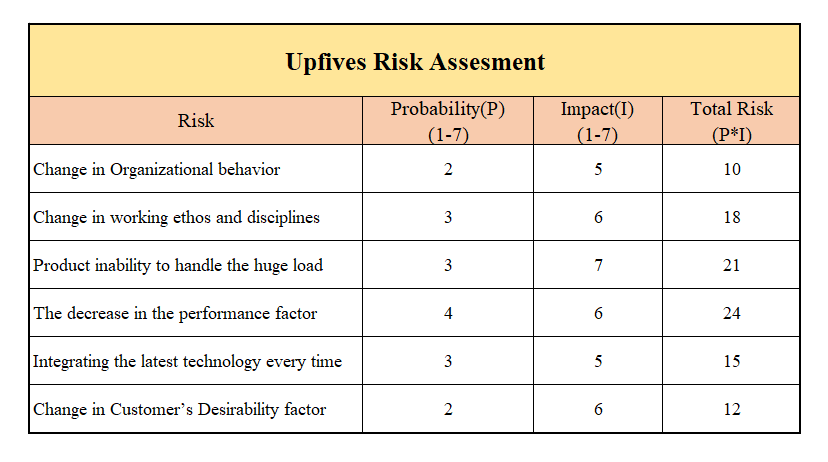 Upfives Risk Assesment
Risk Probability(P) (1-7) Impact(I) (1-7) Total Risk (P*I)
Change in Organizational behavior 2 5 10
Change in working ethos and disciplines 3 6 18
Product inability to handle the huge load 3 7 21
The decrease in the performance factor 4 6 24
Integrating the latest technology every time 3 5 15
Change in Customer’s Desirability factor 2 6 12